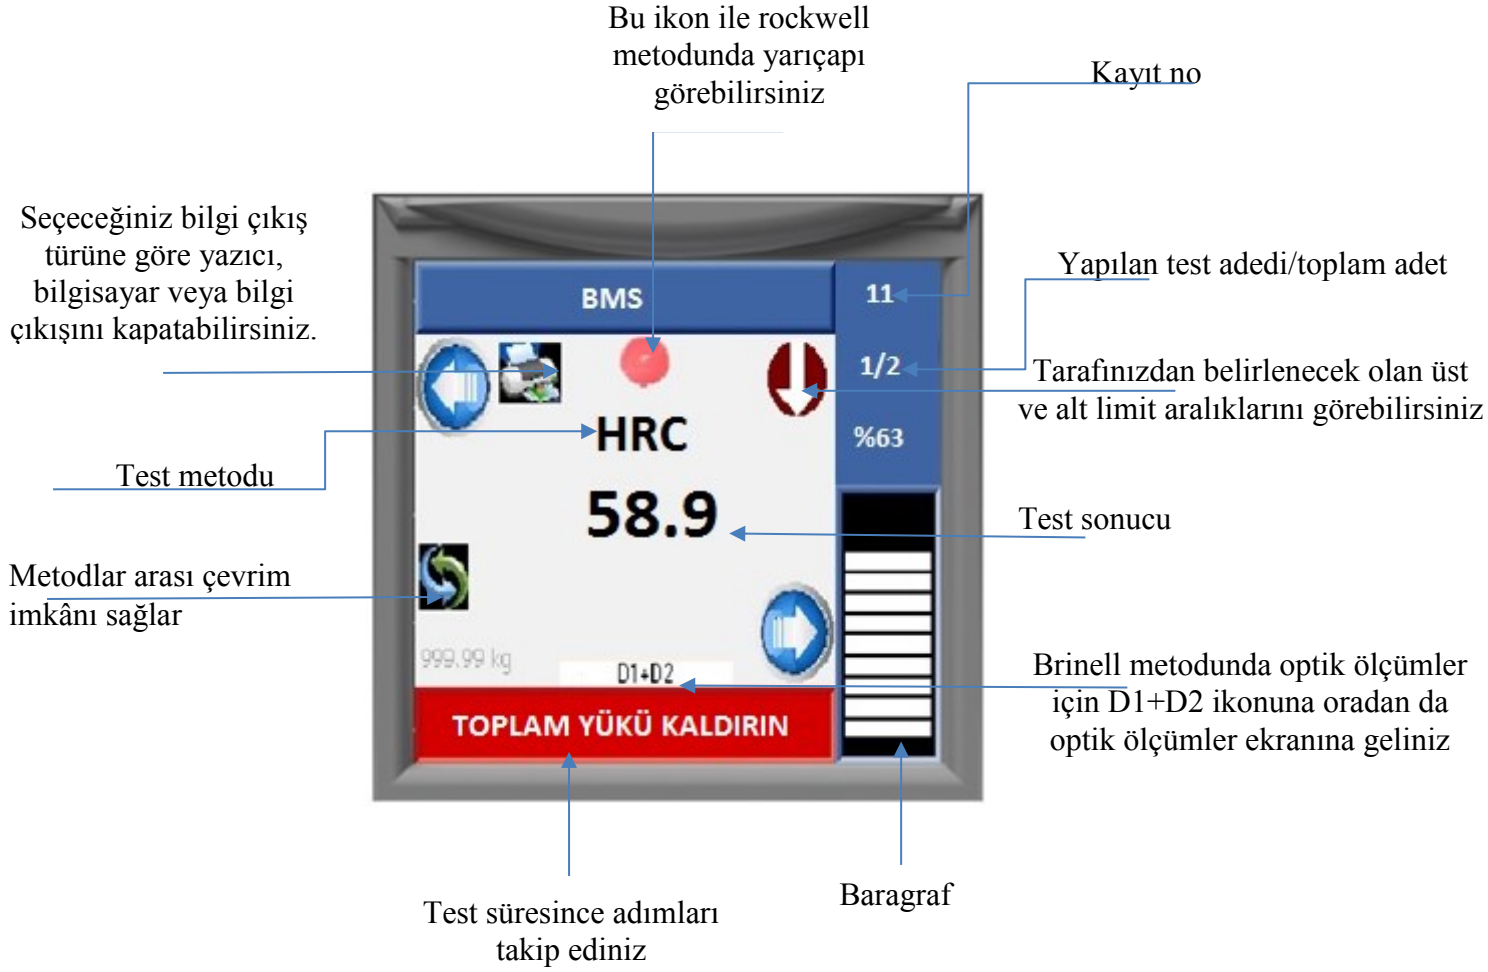 Bu ikon ile rockwell
metodunda yarıçapı
görebilirsiniz
Kayıt no
Seçeceğiniz bilgi çıkış
türüne göre yazıcı,
bilgisayar veya bilgi
çıkışını kapatabilirsiniz.
Yapılan test adedi/toplam adet
BMS
11
1/2
Tarafınızdan belirlenecek olan üst
ve alt limit aralıklarını görebilirsiniz
HRC
%63
Test metodu
58.9
Test sonucu
Metodlar arası çevrim
imkânı sağlar
999.99 kg
D1+D2
Brinell metodunda optik ölçümler
için D1+D2 ikonuna oradan da
optik ölçümler ekranına geliniz
TOPLAM YÜKÜ KALDIRIN
Baragraf
Test süresince adımları
takip ediniz